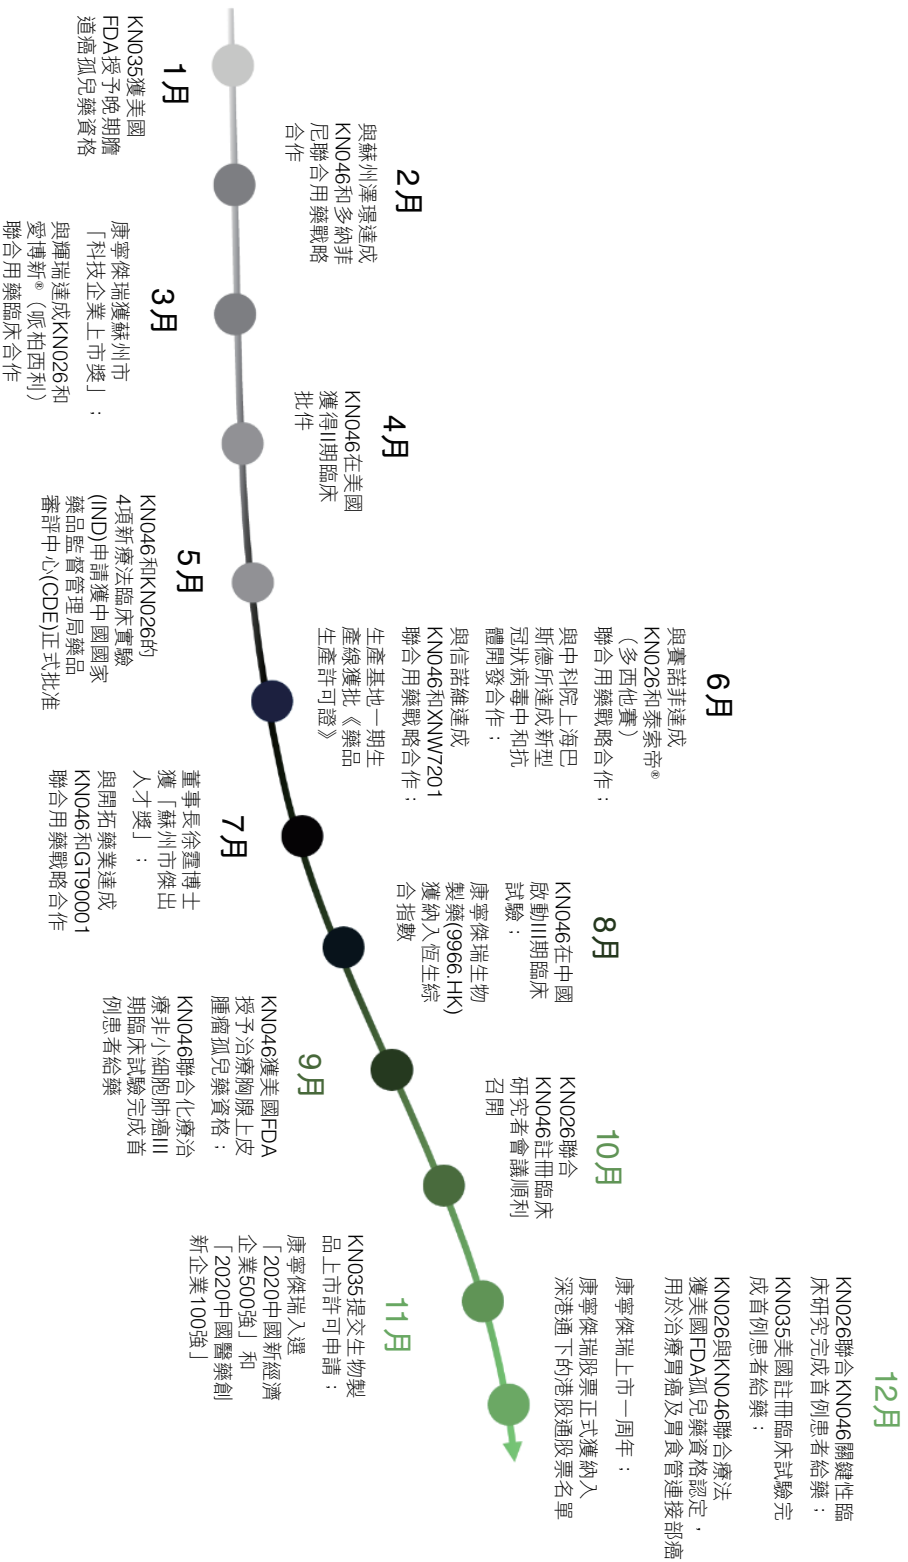 1月
KN035獲美國
FDA授予晚期膽
道癌孤兒藥資格
2月
與蘇州澤璟達成
KN046和多納菲
尼聯合用藥戰略
合作
3月
康寧傑瑞獲蘇州市
「科技企業上市獎」；
與輝瑞達成KN026和
愛博新®（哌柏西利）
聯合用藥臨床合作
4月
KN046在美國
獲得II期臨床
批件
5月
KN046和KN026的
4項新療法臨床實驗
(IND)申請獲中國國家
藥品監督管理局藥品
審評中心(CDE)正式批准
6月
與賽諾菲達成
KN026和泰索帝®
（多西他賽）
聯合用藥戰略合作；
與中科院上海巴
斯德所達成新型
冠狀病毒中和抗
體開發合作；
與信諾維達成
KN046和XNW7201
聯合用藥戰略合作；
生產基地一期生
產線獲批《藥品
生產許可證》
7月
董事長徐霆博士
獲「蘇州市傑出
人才獎」；
與開拓藥業達成
KN046和GT90001
聯合用藥戰略合作
8月
KN046在中國
啟動III期臨床
試驗；
康寧傑瑞生物
製藥(9966.HK)
獲納入恆生綜
合指數
9月
KN046獲美國FDA
授予治療胸腺上皮
腫瘤孤兒藥資格；
KN046聯合化療治
療非小細胞肺癌III
期臨床試驗完成首
例患者給藥
10月
KN026聯合
KN046註冊臨床
研究者會議順利
召開
11月
KN035提交生物製
品上市許可申請；
康寧傑瑞入選
「2020中國新經濟
企業500強」和
「2020中國醫藥創
新企業100強」
12月
KN026聯合KN046關鍵性臨
床研究完成首例患者給藥；
KN035美國註冊臨床試驗完
成首例患者給藥；
KN026與KN046聯合療法
獲美國FDA孤兒藥資格認定，
用於治療胃癌及胃食管連接部癌
康寧傑瑞上市一周年；
康寧傑瑞股票正式獲納入
深港通下的港股通股票名單